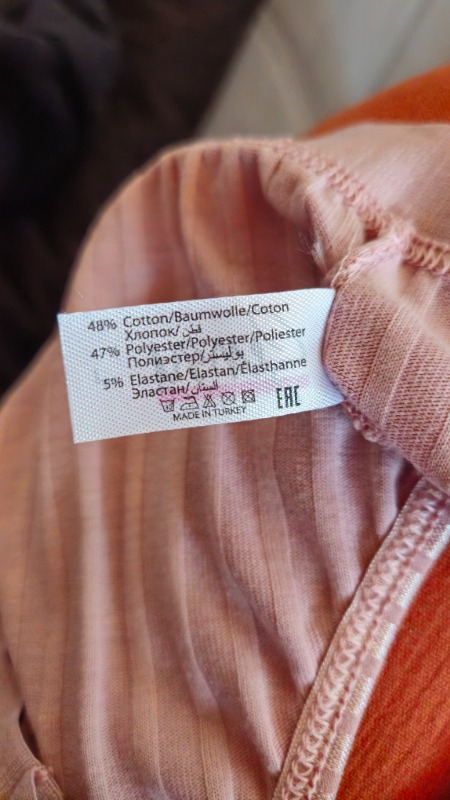 48% Cotton/Baumwolle/Coton
Хлопок/قطن
47% Polyester/Polyester/Poliester
Полиэстер/بوليستر
5% Elastane/Elastan/Élasthanne
Эластан/الستان
MADE IN TURKEY
EAC